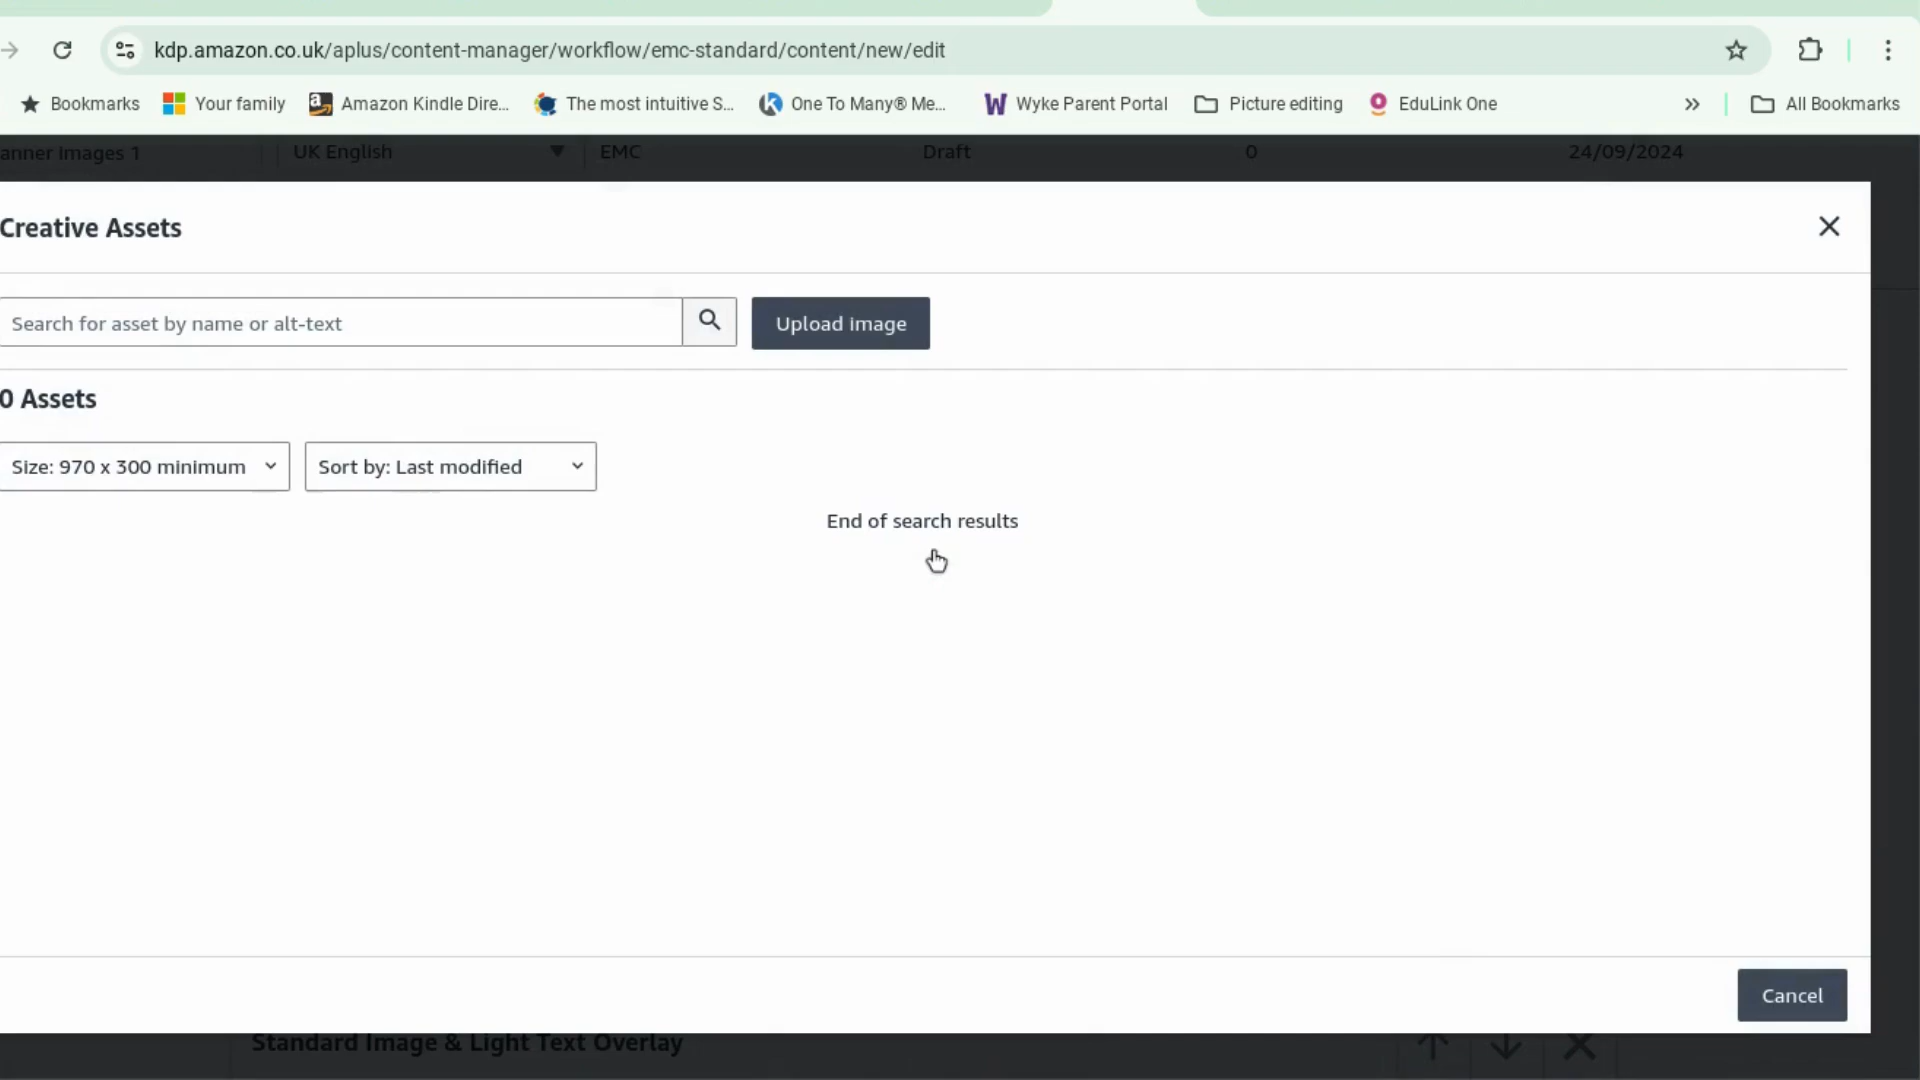 kdp.amazon.co.uk/aplus/content-manager/workflow/emc-standard/content/new/edit
Bookmarks Your family Amazon Kindle Dire... The most intuitive S... One To Many® Me... Wyke Parent Portal Picture editing EduLink One » All Bookmarks
anner Images 1 UK English EMC Draft 0 24/09/2024
Creative Assets
Search for asset by name or alt-text Upload image
0 Assets
Size: 970 x 300 minimum Sort by: Last modified
End of search results
Cancel
Standard Image & Light Text Overlay